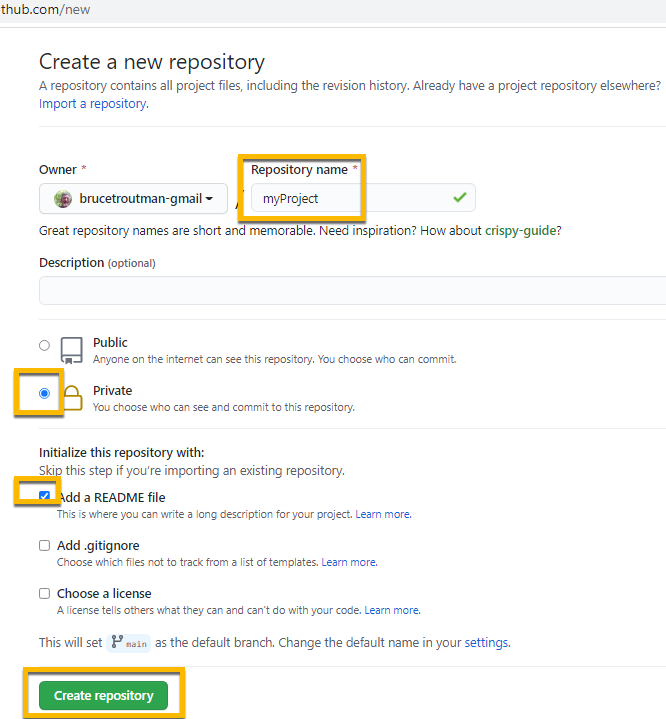 thub.com/new
Create a new repository
A repository contains all project files, including the revision history. Already have a project repository elsewhere?
Import a repository.
Owner * Repository name *
brucetroutman-gmail / myProject
Great repository names are short and memorable. Need inspiration? How about crispy-guide?
Description (optional)
Public
Anyone on the internet can see this repository. You choose who can commit.
Private
You choose who can see and commit to this repository.
Initialize this repository with:
Skip this step if you're importing an existing repository.
Add a README file
This is where you can write a long description for your project. Learn more.
Add .gitignore
Choose which files not to track from a list of templates. Learn more.
Choose a license
A license tells others what they can and can't do with your code. Learn more.
This will set main as the default branch. Change the default name in your settings.
Create repository